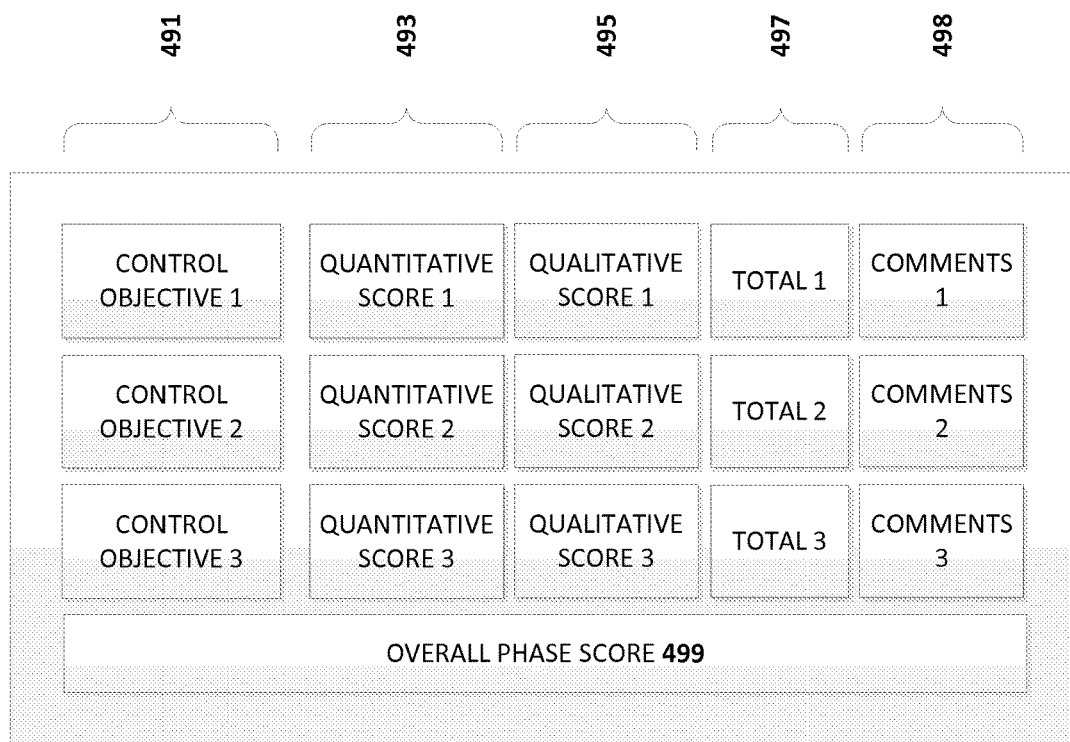 491
493
495
497
498
CONTROL
OBJECTIVE 1
QUANTITATIVE
SCORE 1
QUALITATIVE
SCORE 1
TOTAL 1
COMMENTS
1
CONTROL
OBJECTIVE 2
QUANTITATIVE
SCORE 2
QUALITATIVE
SCORE 2
TOTAL 2
COMMENTS
2
CONTROL
OBJECTIVE 3
QUANTITATIVE
SCORE 3
QUALITATIVE
SCORE 3
TOTAL 3
COMMENTS
3
OVERALL PHASE SCORE 499